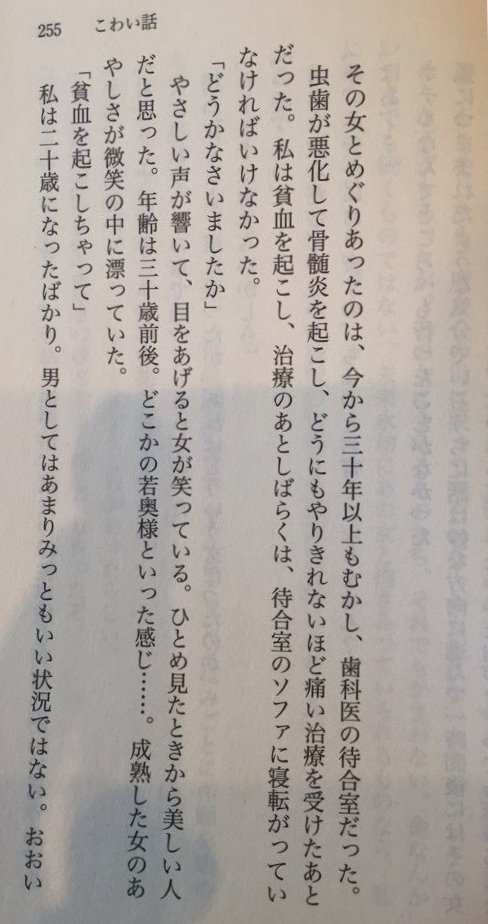 255 こわい話
その女とめぐりあったのは、今から三十年以上もむかし、歯科医の待合室だった。
虫歯が悪化して骨髄炎を起こし、どうにもやりきれないほど痛い治療を受けたあと
だった。私は貧血を起こし、治療のあとしばらくは、待合室のソファに寝転がってい
なければいけなかった。
「どうかなさいましたか」
やさしい声が響いて、目をあげると女が笑っている。ひとめ見たときから美しい人
だと思った。年齢は三十歳前後。どこかの若奥様といった感じ……。成熟した女のあ
やしさが微笑の中に漂っていた。
「貧血を起こしちゃって」
私は二十歳になったばかり。男としてはあまりみっともいい状況ではない。おおい